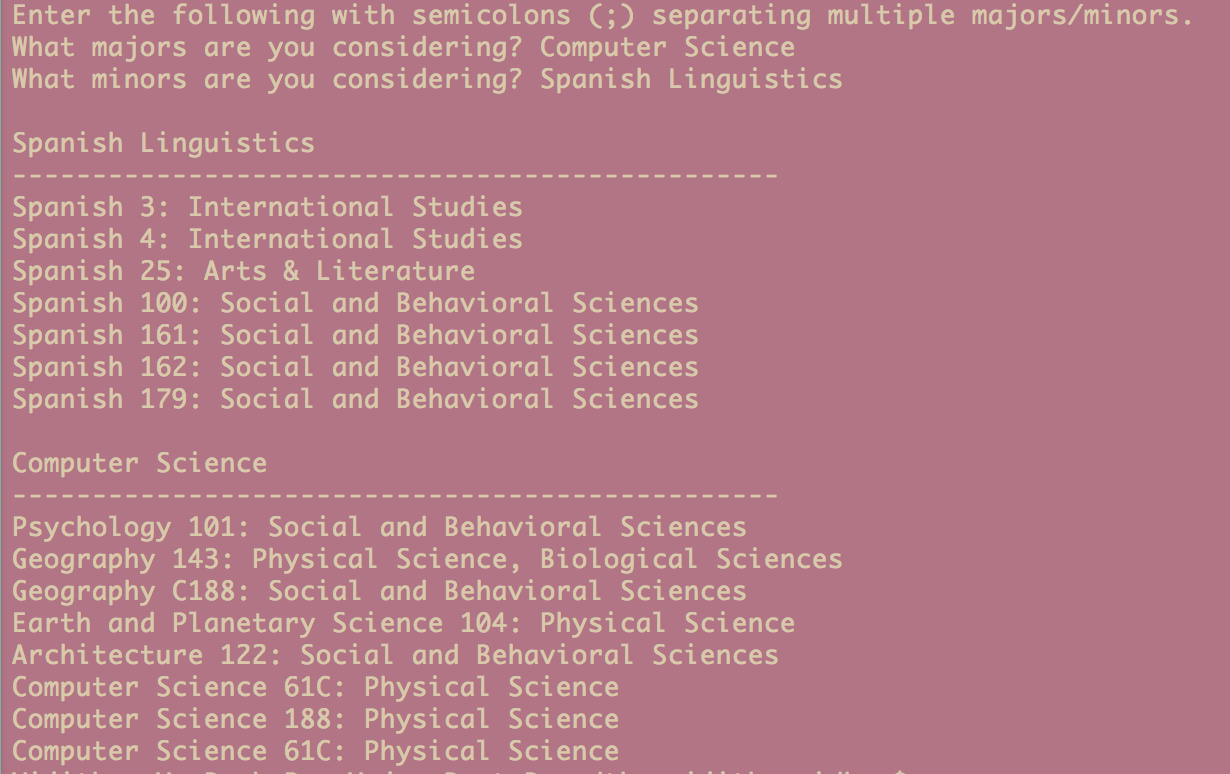 Enter the following with semicolons (;) separating multiple majors/minors.
What majors are you considering? Computer Science
What minors are you considering? Spanish Linguistics
Spanish Linguistics
------------------------------------------------
Spanish 3: International Studies
Spanish 4: International Studies
Spanish 25: Arts & Literature
Spanish 100: Social and Behavioral Sciences
Spanish 161: Social and Behavioral Sciences
Spanish 162: Social and Behavioral Sciences
Spanish 179: Social and Behavioral Sciences
Computer Science
------------------------------------------------
Psychology 101: Social and Behavioral Sciences
Geography 143: Physical Science, Biological Sciences
Geography C188: Social and Behavioral Sciences
Earth and Planetary Science 104: Physical Science
Architecture 122: Social and Behavioral Sciences
Computer Science 61C: Physical Science
Computer Science 188: Physical Science
Computer Science 61C: Physical Science